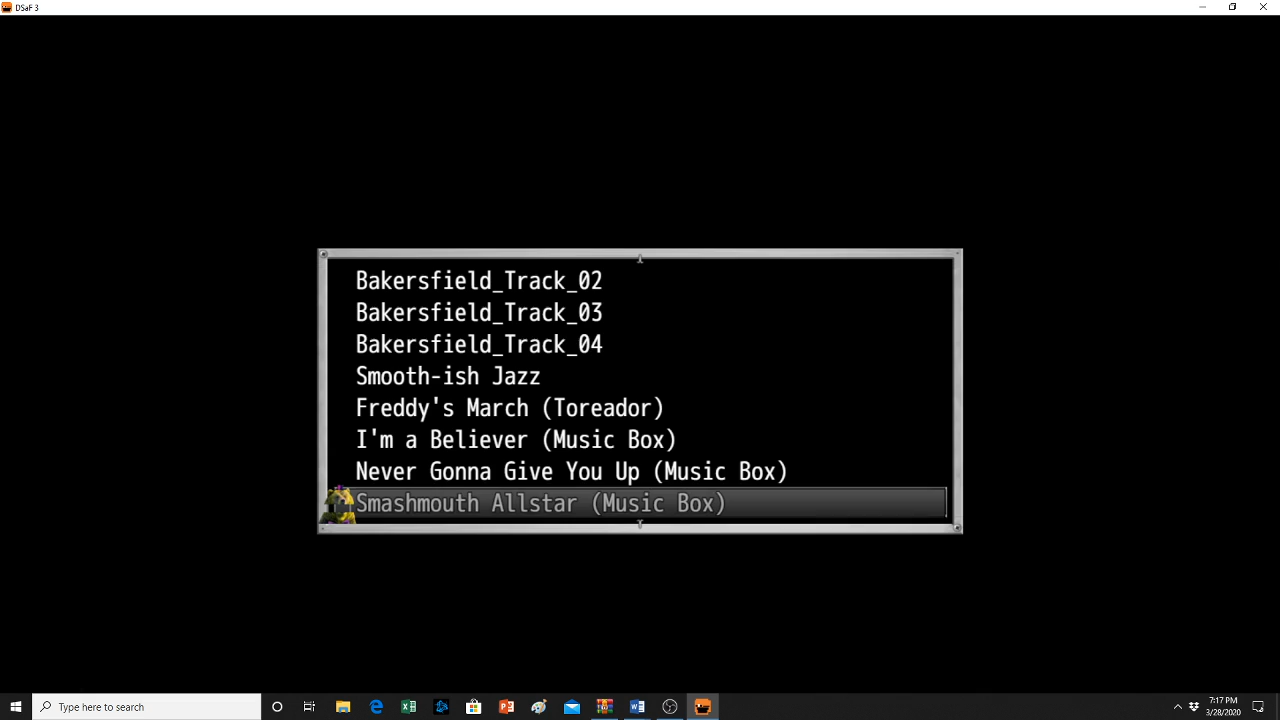 DSaF 3
Bakersfield_Track_02
Bakersfield_Track_03
Bakersfield_Track_04
Smooth-ish Jazz
Freddy's March (Toreador)
I'm a Believer (Music Box)
Never Gonna Give You Up (Music Box)
Smashmouth Allstar (Music Box)
Type here to search
7:17 PM
3/28/2020